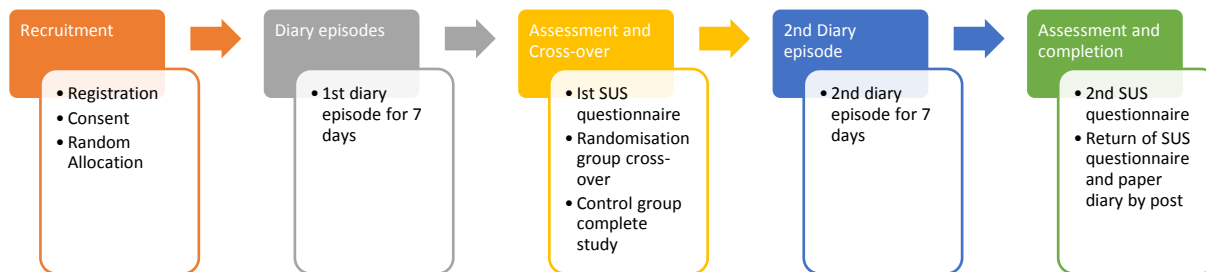 Recruitment
• Registration
• Consent
• Random
Allocation
Diary episodes
• 1st diary
episode for 7
days
Assessment and
Cross-over
• Ist SUS
questionnaire
• Randomisation
group cross-
over
• Control group
complete
study
2nd Diary
episode
• 2nd diary
episode for 7
days
Assessment and
completion
• 2nd SUS
questionnaire
• Return of SUS
questionnaire
and paper
diary by post